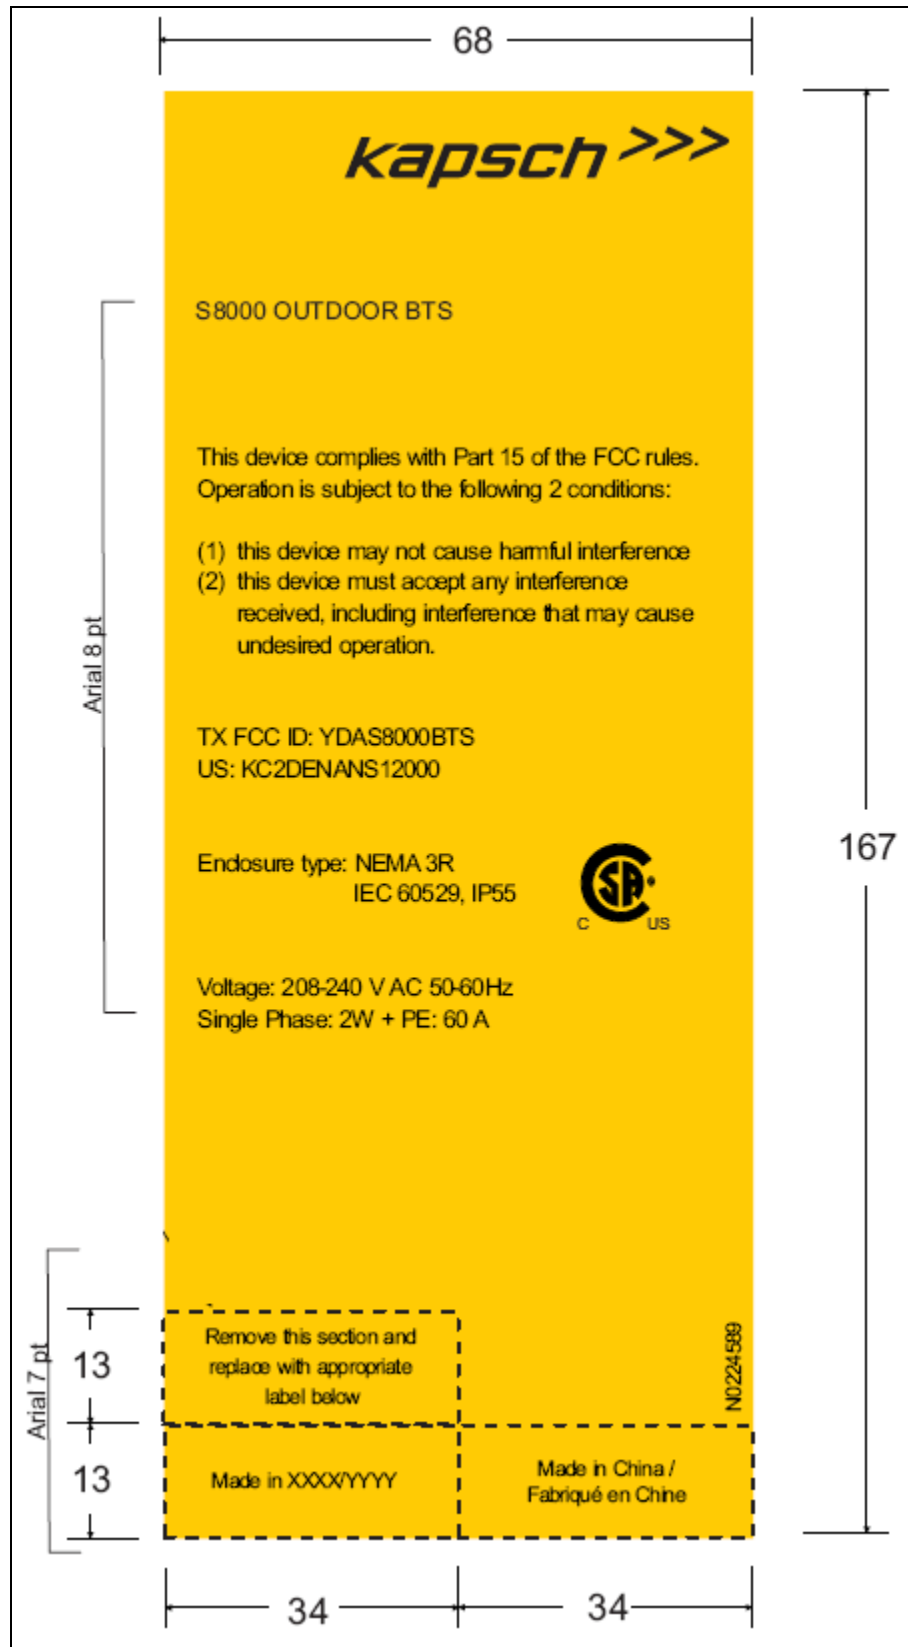 68
kapsch >>>
S8000 OUTDOOR BTS
This device complies with Part 15 of the FCC rules.
Operation is subject to the following 2 conditions:
(1) this device may not cause harmful interference
(2) this device must accept any interference
received, including interference that may cause
undesired operation.
Arial 8 pt
TX FCC ID: YDAS8000BTS
US: KC2DENANS12000
167
Enclosure type: NEMA 3R
IEC 60529, IP55
CSA
C US
Voltage: 208-240 V AC 50-60Hz
Single Phase: 2W + PE: 60 A
Arial 7 pt
13
Remove this section and
replace with appropriate
label below
N0224589
13
Made in XXXX/YYYY
Made in China /
Fabriqué en Chine
34
34